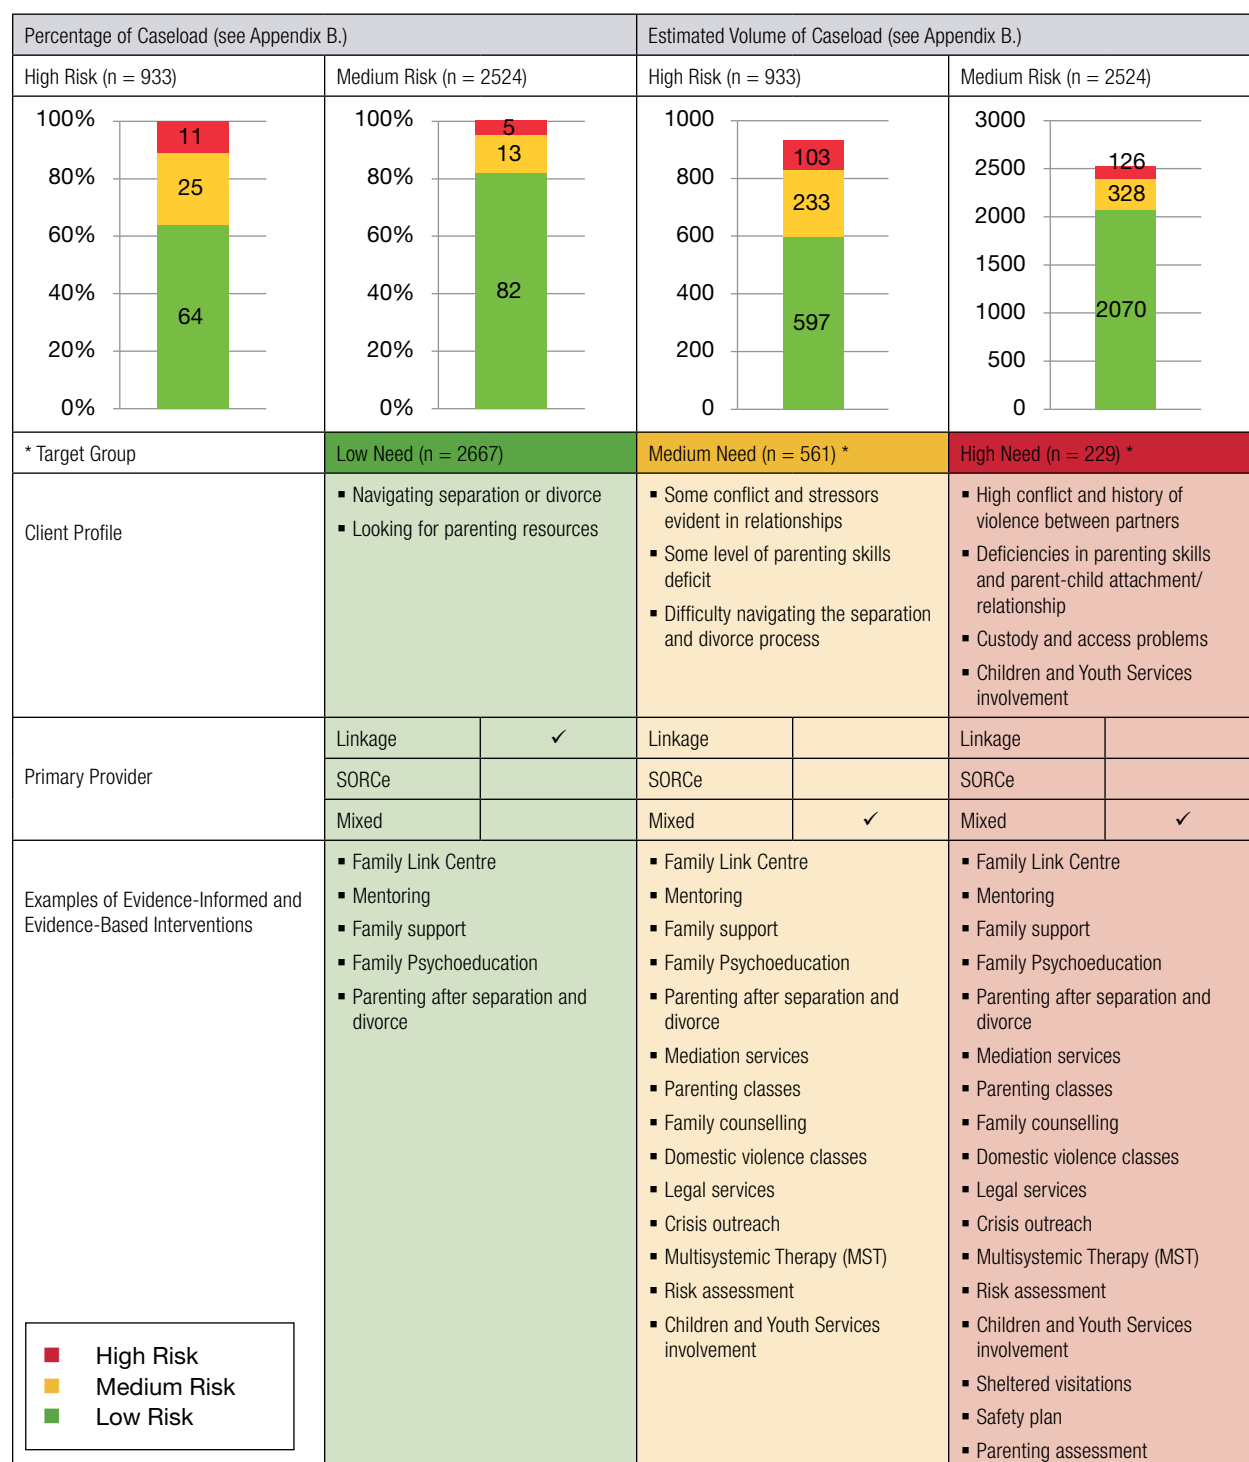 Percentage of Caseload (see Appendix B.)
Estimated Volume of Caseload (see Appendix B.)
High Risk (n = 933)
Medium Risk (n = 2524)
High Risk (n = 933)
Medium Risk (n = 2524)
100%
80%
60%
40%
20%
0%
11
25
64
100%
80%
60%
40%
20%
0%
5
13
82
1000
800
600
400
200
0
103
233
597
3000
2500
2000
1500
1000
500
0
126
328
2070
* Target Group
Low Need (n = 2667)
Medium Need (n = 561) *
High Need (n = 229) *
Client Profile
▪ Navigating separation or divorce
▪ Looking for parenting resources
▪ Some conflict and stressors
evident in relationships
▪ Some level of parenting skills
deficit
▪ Difficulty navigating the separation
and divorce process
▪ High conflict and history of
violence between partners
▪ Deficiencies in parenting skills
and parent-child attachment/
relationship
▪ Custody and access problems
▪ Children and Youth Services
involvement
Primary Provider
Linkage ✓
SORCe
Mixed
Linkage
SORCe
Mixed ✓
Linkage
SORCe
Mixed ✓
Examples of Evidence-Informed and
Evidence-Based Interventions
▪ Family Link Centre
▪ Mentoring
▪ Family support
▪ Family Psychoeducation
▪ Parenting after separation and
divorce
▪ Family Link Centre
▪ Mentoring
▪ Family support
▪ Family Psychoeducation
▪ Parenting after separation and
divorce
▪ Mediation services
▪ Parenting classes
▪ Family counselling
▪ Domestic violence classes
▪ Legal services
▪ Crisis outreach
▪ Multisystemic Therapy (MST)
▪ Risk assessment
▪ Children and Youth Services
involvement
▪ Family Link Centre
▪ Mentoring
▪ Family support
▪ Family Psychoeducation
▪ Parenting after separation and
divorce
▪ Mediation services
▪ Parenting classes
▪ Family counselling
▪ Domestic violence classes
▪ Legal services
▪ Crisis outreach
▪ Multisystemic Therapy (MST)
▪ Risk assessment
▪ Children and Youth Services
involvement
▪ Sheltered visitations
▪ Safety plan
▪ Parenting assessment
High Risk
Medium Risk
Low Risk